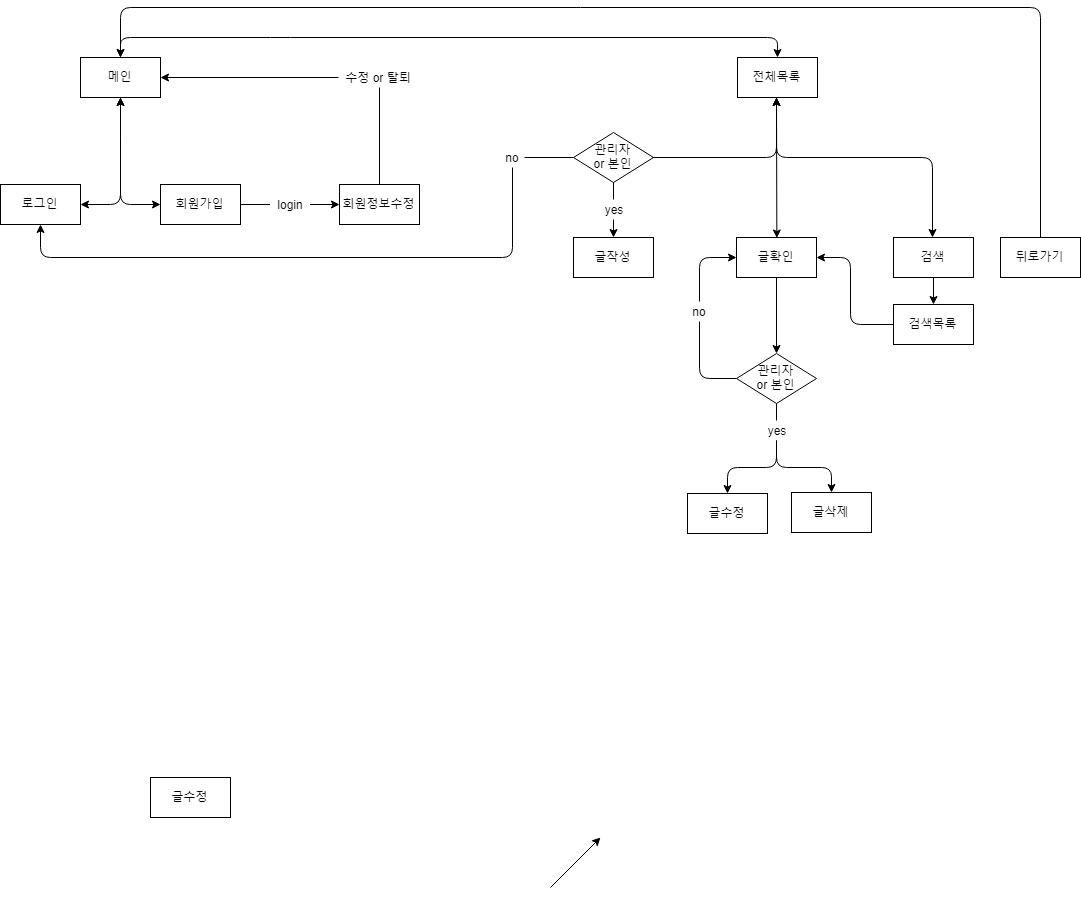 메인
수정 or 탈퇴
전체목록
no
관리자
or 본인
로그인
회원가입
login
회원정보수정
yes
글작성
글확인
검색
뒤로가기
no
검색목록
관리자
or 본인
yes
글수정
글삭제
글수정